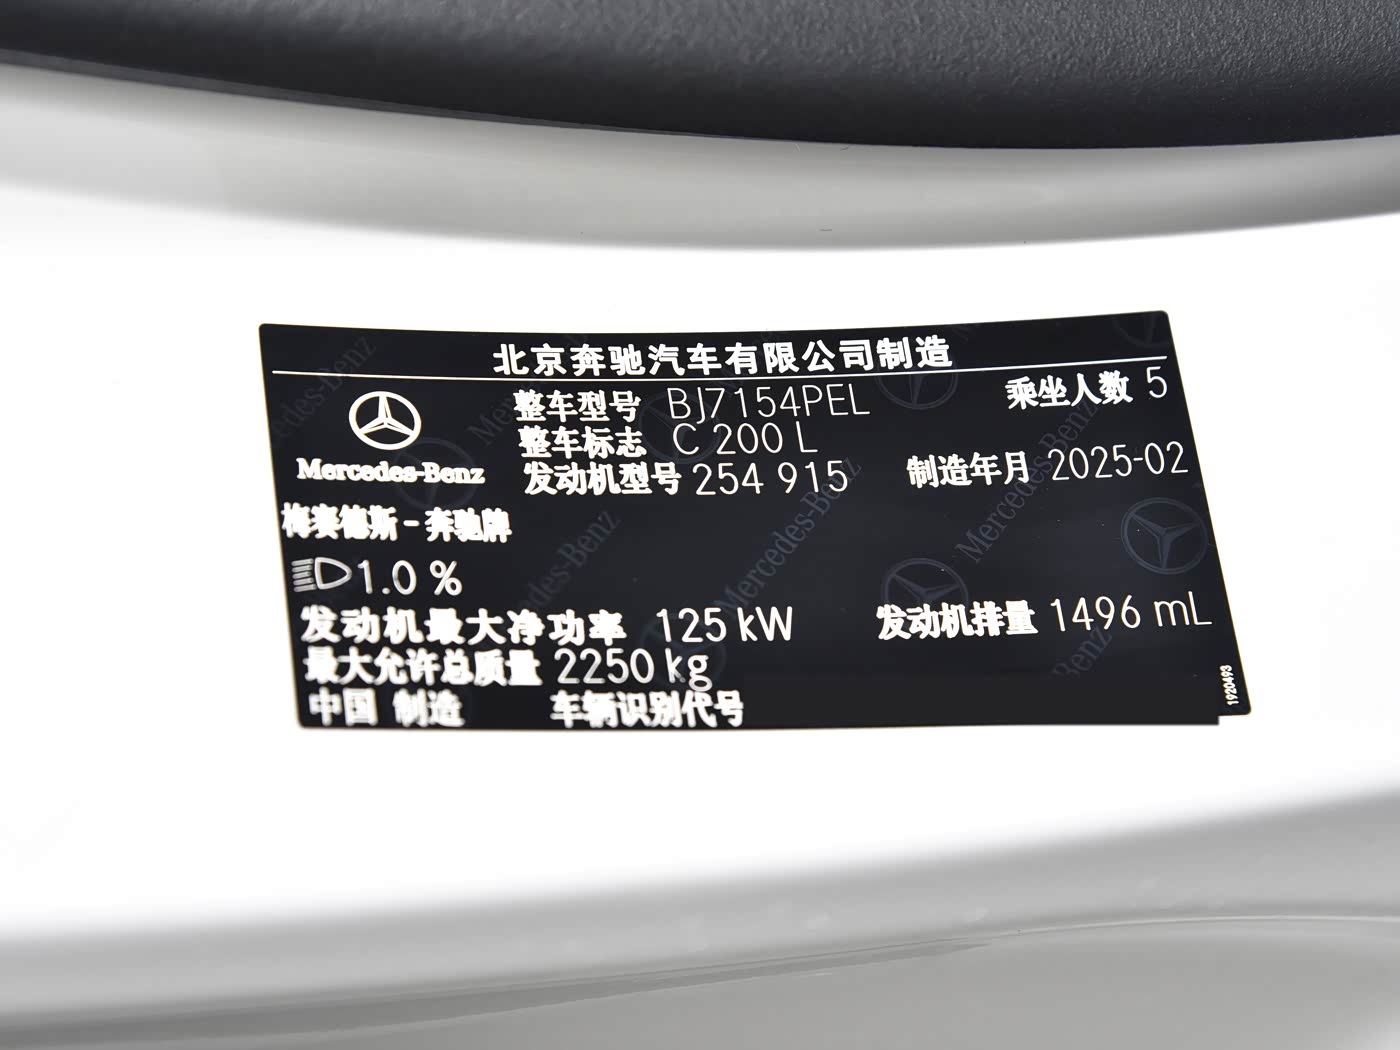 北京奔驰汽车有限公司制造
Mercedes-Benz
整车型号 BJ7154PEL 乘坐人数 5
整车标志 C 200 L
发动机型号 254 915 制造年月 2025-02
梅赛德斯-奔驰牌
1.0 %
发动机最大净功率 125 kW 发动机排量 1496 mL
最大允许总质量 2250 kg
中国 制造 车辆识别代号
1920493